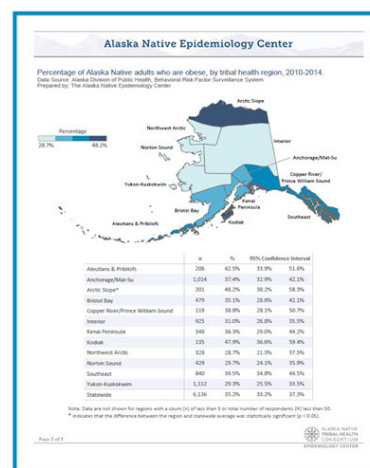 Alaska Native Epidemiology Center
Percentage of Alaska Native adults who are obese, by tribal health region, 2010-2014.
Data Source: Alaska Division of Public Health, Behavioral Risk Factor Surveillance System
Prepared by: The Alaska Native Epidemiology Center
Arctic Slope
Northwest Arctic
Percentage
28.7% 48.2%
Norton Sound
Interior
Anchorage/Mat-Su
Copper River/
Prince William Sound
Yukon-Kuskokwim
Bristol Bay
Kenai
Peninsula
Kodiak
Southeast
Aleutians & Pribilofs
n % 95% Confidence Interval
Aleutians & Pribilofs 206 42.5% 33.9% 51.6%
Anchorage/Mat-Su 1,014 37.4% 32.9% 42.1%
Arctic Slope* 201 48.2% 38.2% 58.3%
Bristol Bay 479 35.1% 28.8% 42.1%
Copper River/Prince William Sound 119 38.8% 28.1% 50.7%
Interior 925 31.0% 26.8% 35.5%
Kenai Peninsula 348 36.3% 29.0% 44.2%
Kodiak 135 47.9% 36.6% 59.4%
Northwest Arctic 328 28.7% 21.3% 37.5%
Norton Sound 429 29.7% 24.1% 35.9%
Southeast 840 39.5% 34.8% 44.5%
Yukon-Kuskokwim 1,112 29.3% 25.5% 33.5%
Statewide 6,136 35.2% 33.2% 37.3%
Note: Data are not shown for regions with a count (n) of less than 5 or total number of respondents (N) less than 50.
* Indicates that the difference between the region and statewide average was statistically significant (p<0.05).
Page 5 of 5
ALASKA NATIVE
TRIBAL HEALTH
CONSORTIUM
EPIDEMIOLOGY CENTER